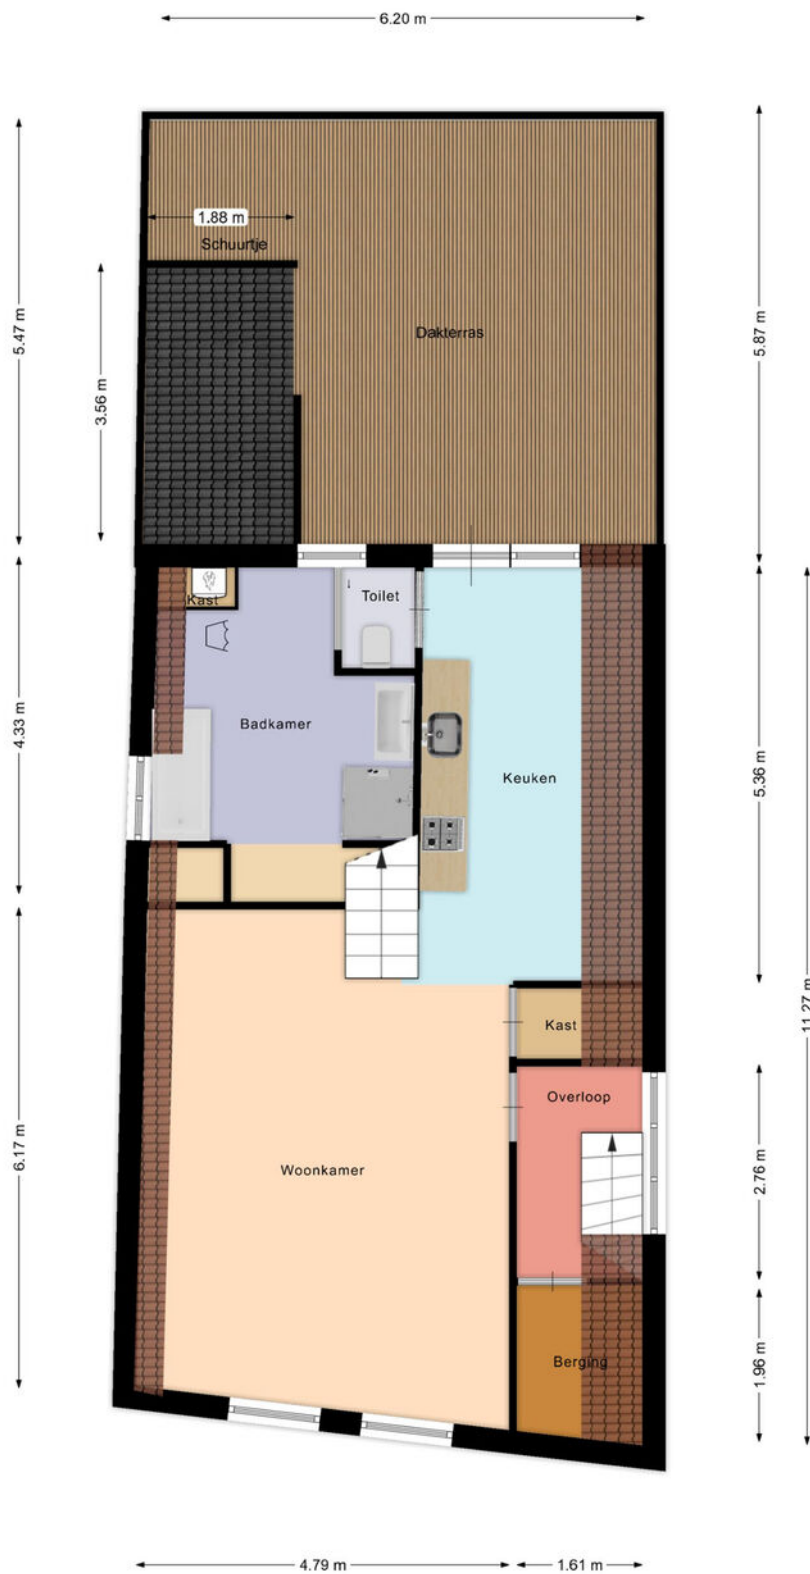 6.20 m
1.88 m
Schuurtje
5.47 m
5.87 m
Dakterras
3.56 m
Toilet
Kast
4.33 m
Badkamer
5.36 m
Keuken
11.27 m
Kast
Overloop
6.17 m
2.76 m
Woonkamer
Berging
1.96 m
4.79 m
1.61 m